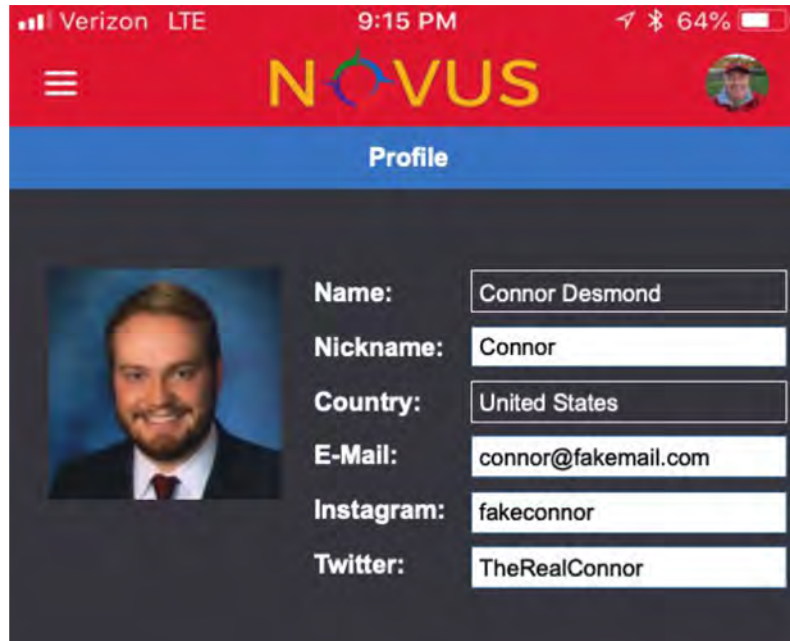 Verizon LTE 9:15 PM 64%
NOVUS
Profile
Name: Connor Desmond
Nickname: Connor
Country: United States
E-Mail: connor@fakemail.com
Instagram: fakeconnor
Twitter: TheRealConnor